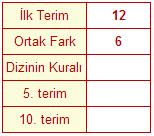 İlk Terim 12
Ortak Fark 6
Dizinin Kuralı
5. terim
10. terim